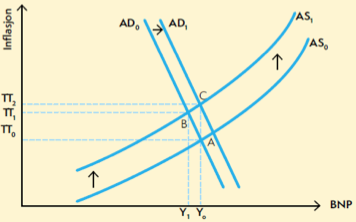 Inflasjon
AD₀
AD₁
AS₁
AS₀
π₂
π₁
π₀
C
B
A
Y₁ Y₀
BNP